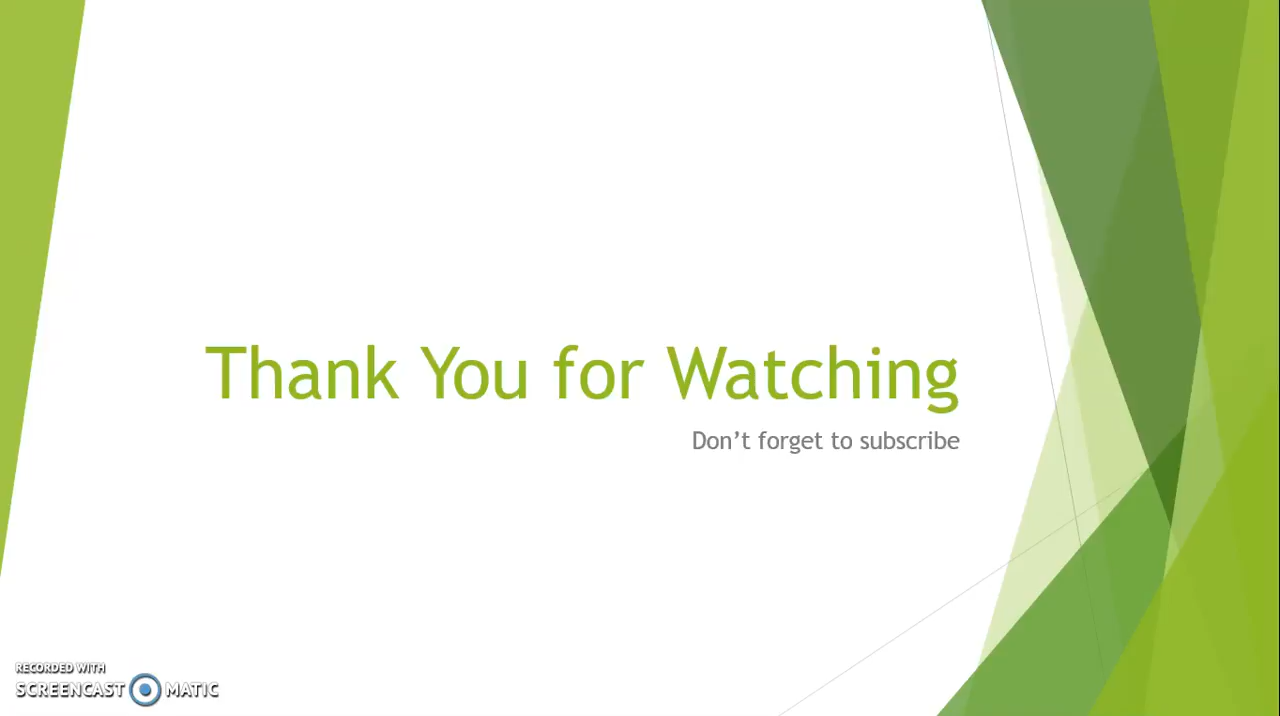 Thank You for Watching
Don’t forget to subscribe
RECORDED WITH
SCREENCAST MATIC